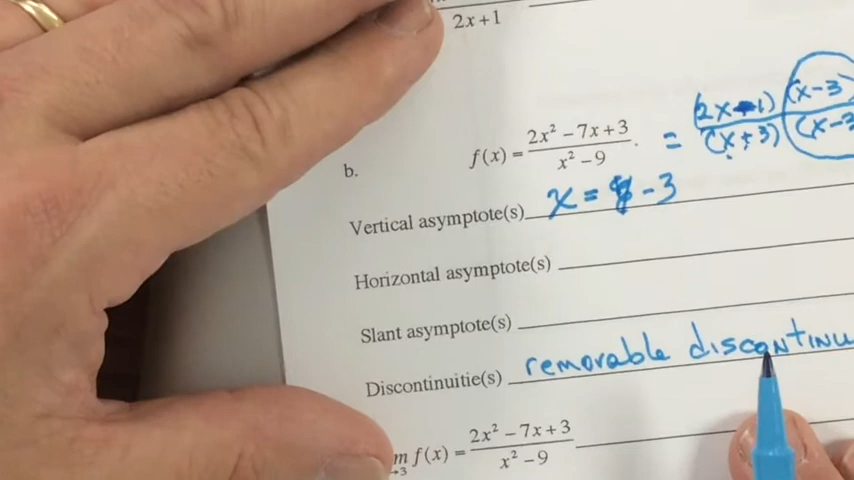 2x+1
b. f(x) = 2x² − 7x + 3 / x² − 9 . = (2x-1) (x-3) / (x+3) (x-3
Vertical asymptote(s) x = -3
Horizontal asymptote(s)
Slant asymptote(s)
Discontinuitie(s) removable discontinu
m →3 f(x) = 2x² − 7x + 3 / x² − 9